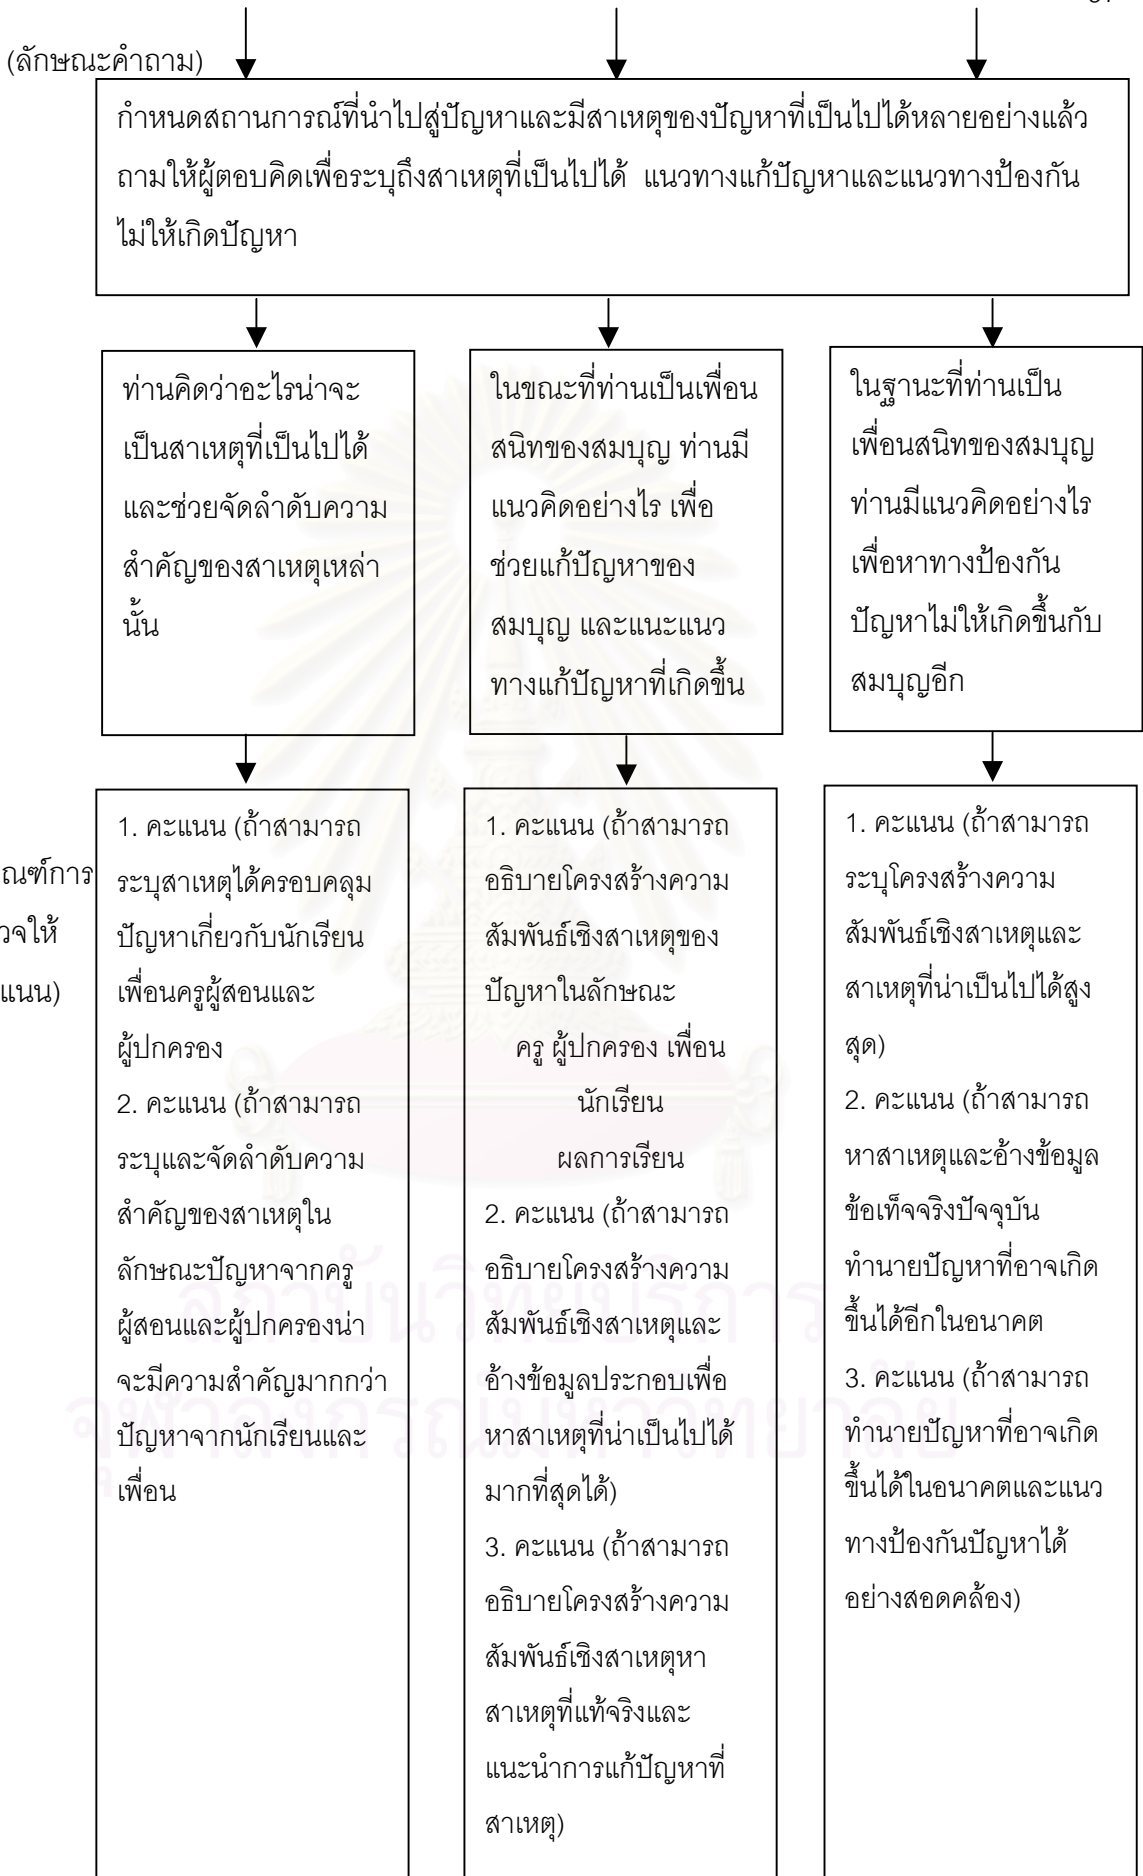 (ลักษณะคำถาม)
กำหนดสถานการณ์ที่นำไปสู่ปัญหาและมีสาเหตุของปัญหาที่เป็นไปได้หลายอย่างแล้ว
ถามให้ผู้ตอบคิดเพื่อระบุถึงสาเหตุที่เป็นไปได้ แนวทางแก้ปัญหาและแนวทางป้องกัน
ไม่ให้เกิดปัญหา
ท่านคิดว่าอะไรน่าจะ
เป็นสาเหตุที่เป็นไปได้
และช่วยจัดลำดับความ
สำคัญของสาเหตุเหล่า
นั้น
ในขณะที่ท่านเป็นเพื่อน
สนิทของสมบุญ ท่านมี
แนวคิดอย่างไร เพื่อ
ช่วยแก้ปัญหาของ
สมบุญ และแนะแนว
ทางแก้ปัญหาที่เกิดขึ้น
ในฐานะที่ท่านเป็น
เพื่อนสนิทของสมบุญ
ท่านมีแนวคิดอย่างไร
เพื่อหาทางป้องกัน
ปัญหาไม่ให้เกิดขึ้นกับ
สมบุญอีก
ณฑ์การ
วจให้
แนน)
1. คะแนน (ถ้าสามารถ
ระบุสาเหตุได้ครอบคลุม
ปัญหาเกี่ยวกับนักเรียน
เพื่อนครูผู้สอนและ
ผู้ปกครอง
2. คะแนน (ถ้าสามารถ
ระบุและจัดลำดับความ
สำคัญของสาเหตุใน
ลักษณะปัญหาจากครู
ผู้สอนและผู้ปกครองน่า
จะมีความสำคัญมากกว่า
ปัญหาจากนักเรียนและ
เพื่อน
1. คะแนน (ถ้าสามารถ
อธิบายโครงสร้างความ
สัมพันธ์เชิงสาเหตุของ
ปัญหาในลักษณะ
ครู ผู้ปกครอง เพื่อน
นักเรียน
ผลการเรียน
2. คะแนน (ถ้าสามารถ
อธิบายโครงสร้างความ
สัมพันธ์เชิงสาเหตุและ
อ้างข้อมูลประกอบเพื่อ
หาสาเหตุที่น่าเป็นไปได้
มากที่สุดได้)
3. คะแนน (ถ้าสามารถ
อธิบายโครงสร้างความ
สัมพันธ์เชิงสาเหตุหา
สาเหตุที่แท้จริงและ
แนะนำการแก้ปัญหาที่
สาเหตุ)
1. คะแนน (ถ้าสามารถ
ระบุโครงสร้างความ
สัมพันธ์เชิงสาเหตุและ
สาเหตุที่น่าเป็นไปได้สูง
สุด)
2. คะแนน (ถ้าสามารถ
หาสาเหตุและอ้างข้อมูล
ข้อเท็จจริงปัจจุบัน
ทำนายปัญหาที่อาจเกิด
ขึ้นได้อีกในอนาคต
3. คะแนน (ถ้าสามารถ
ทำนายปัญหาที่อาจเกิด
ขึ้นได้ในอนาคตและแนว
ทางป้องกันปัญหาได้
อย่างสอดคล้อง)
สถาบันวิทยบริการ
จุฬาลงกรณ์มหาวิทยาลัย